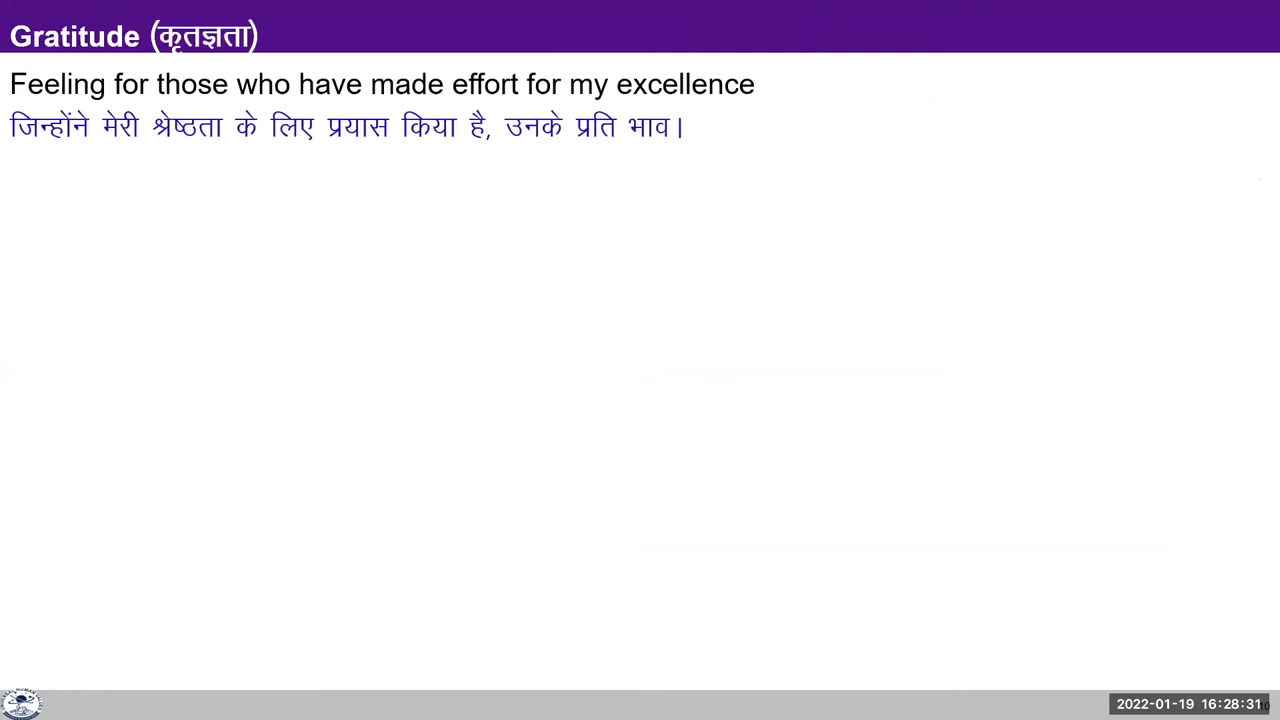 Gratitude (कृतज्ञता)
Feeling for those who have made effort for my excellence
जिन्होंने मेरी श्रेष्ठता के लिए प्रयास किया है, उनके प्रति भाव।
2022-01-19 16:28:31